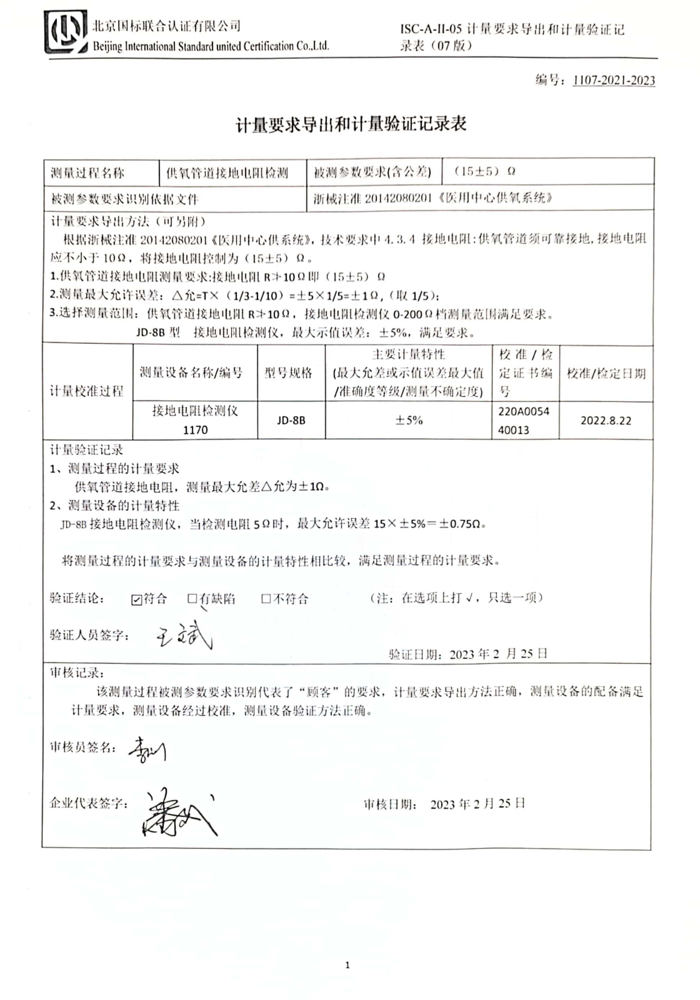 北京国标联合认证有限公司
Beijing International Standard united Certification Co.,Ltd.
ISC-A-II-05 计量要求导出和计量验证记
录表（07 版）
编号：1107-2021-2023
计量要求导出和计量验证记录表
测量过程名称 供氧管道接地电阻检测 被测参数要求(含公差) （15±5）Ω
被测参数要求识别依据文件 浙械注准 20142080201《医用中心供氧系统》
计量要求导出方法（可另附）
根据浙械注准 20142080201《医用中心供系统》，技术要求中 4.3.4 接地电阻:供氧管道须可靠接地,接地电阻
应不小于 10Ω，将接地电阻控制为（15±5）Ω。
1.供氧管道接地电阻测量要求:接地电阻 R≯10Ω即（15±5）Ω
2.测量最大允许误差：△允=T×（1/3-1/10）=±5×1/5=±1Ω,（取 1/5）;
3.选择测量范围：供氧管道接地电阻 R≯10Ω，接地电阻检测仪 0-200Ω档测量范围满足要求。
JD-8B 型 接地电阻检测仪，最大示值误差：±5%，满足要求。
计量校准过程
测量设备名称/编号
型号规格
主要计量特性
(最大允差或示值误差最大值
/准确度等级/测量不确定度)
校准/检
定证书编
号
校准/检定日期
接地电阻检测仪
1170
JD-8B
±5%
220A0054
40013
2022.8.22
计量验证记录
1、测量过程的计量要求
供氧管道接地电阻，测量最大允差△允为±1Ω。
2、测量设备的计量特性
JD-8B 接地电阻检测仪，当检测电阻 5Ω时，最大允许误差 15×±5%＝±0.75Ω。
将测量过程的计量要求与测量设备的计量特性相比较，满足测量过程的计量要求。
验证结论： ☑符合 □有缺陷 □不符合 （注：在选项上打√，只选一项）
验证人员签字： 王斌
验证日期：2023 年 2 月 25 日
审核记录：
该测量过程被测参数要求识别代表了“顾客”的要求，计量要求导出方法正确，测量设备的配备满足
计量要求，测量设备经过校准，测量设备验证方法正确。
审核员签名：
企业代表签字： 审核日期： 2023 年 2 月 25 日
1